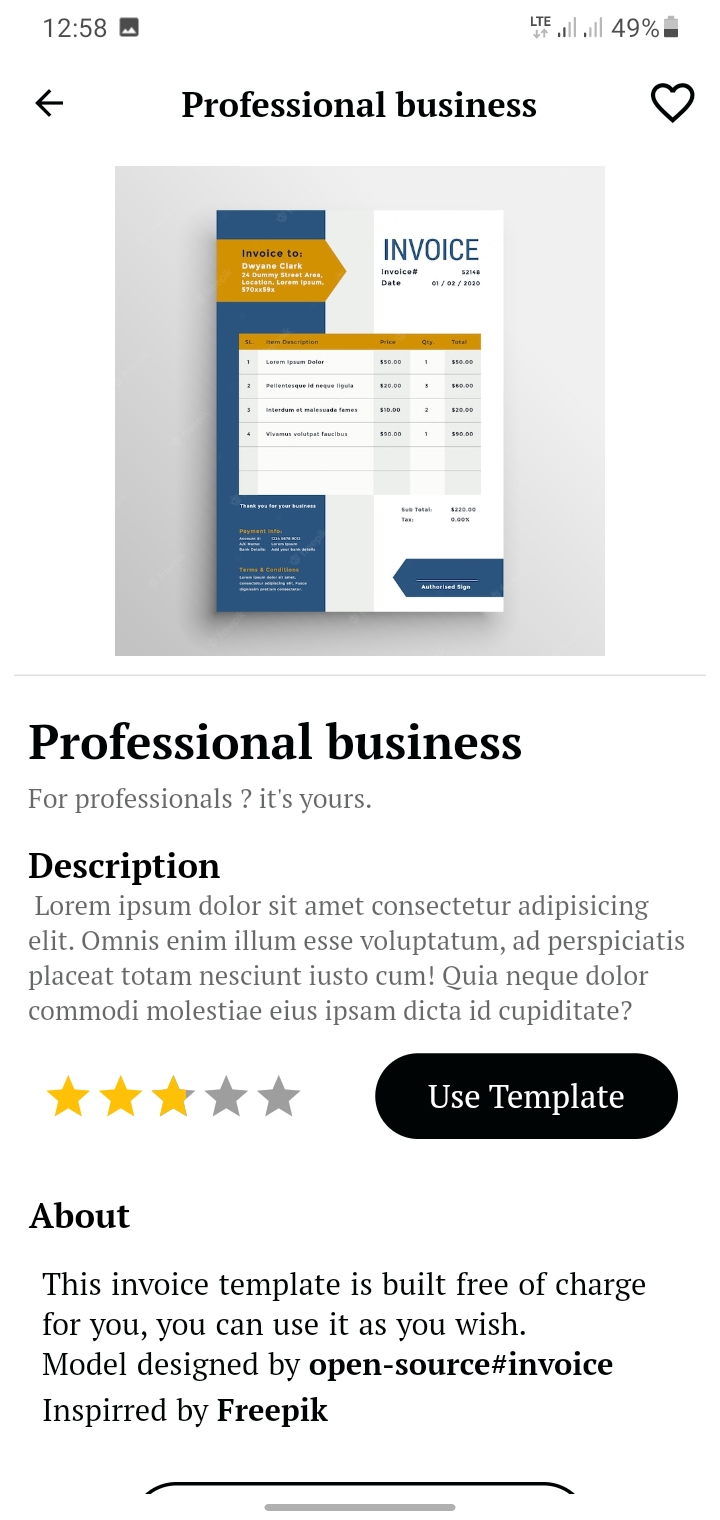 12:58
LTE
49%
Professional business
Invoice to:
Dwyane Clark
24 Dummy Street Area,
Location, Lorem Ipsum,
570xx59x
INVOICE
Invoice# 52148
Date 01 / 02 / 2020
SL. Item Description Price Qty. Total
1 Lorem Ipsum Dolor $50.00 1 $50.00
2 Pellentesque id neque ligula $20.00 3 $60.00
3 Interdum et malesuada fames $10.00 2 $20.00
4 Vivamus volutpat faucibus $90.00 1 $90.00
Thank you for your business
Sub Total: $220.00
Tax: 0.00%
Payment Info:
Account #:
A/C Name: Lorem Ipsum
Bank Details: Add your bank details
Terms & Conditions
Lorem ipsum dolor sit amet,
consectetur adipiscing elit. Fusce
dignissim pretium consectetur.
Authorised Sign
Professional business
For professionals ? it's yours.
Description
Lorem ipsum dolor sit amet consectetur adipisicing
elit. Omnis enim illum esse voluptatum, ad perspiciatis
placeat totam nesciunt iusto cum! Quia neque dolor
commodi molestiae eius ipsam dicta id cupiditate?
Use Template
About
This invoice template is built free of charge
for you, you can use it as you wish.
Model designed by open-source#invoice
Inspirred by Freepik